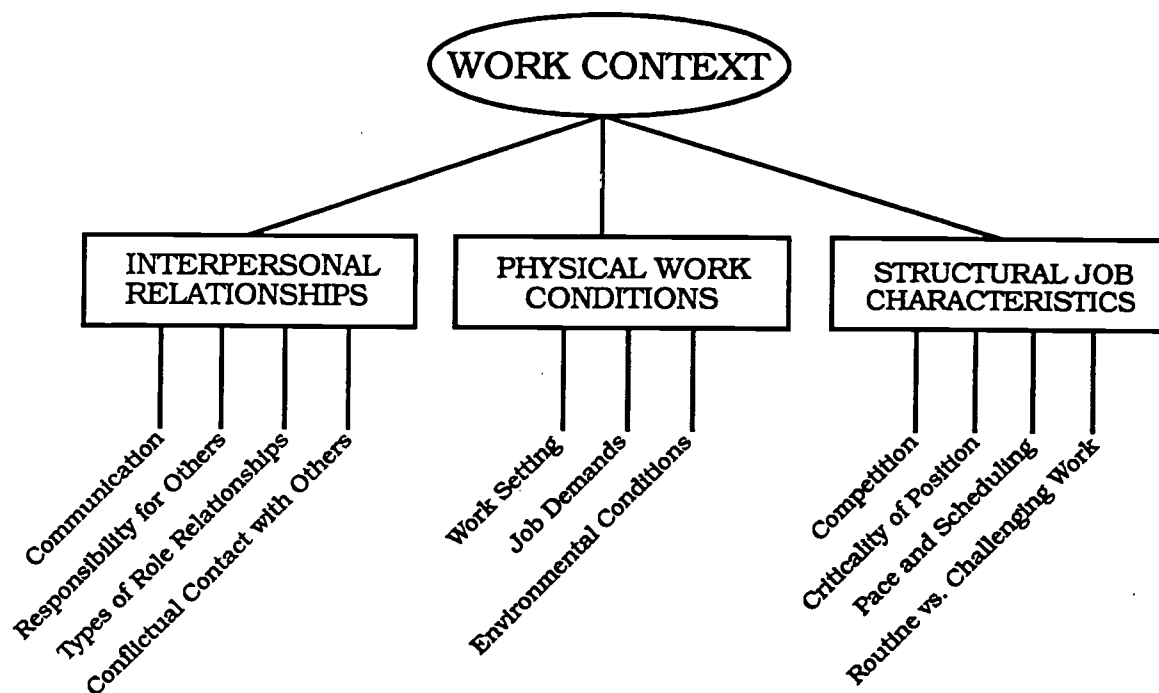 WORK CONTEXT
INTERPERSONAL
RELATIONSHIPS
PHYSICAL WORK
CONDITIONS
STRUCTURAL JOB
CHARACTERISTICS
Communication
Responsibility for Others
Types of Role Relationships
Conflictual Contact with Others
Work Setting
Job Demands
Environmental Conditions
Competition
Criticality of Position
Pace and Scheduling
Routine vs. Challenging Work